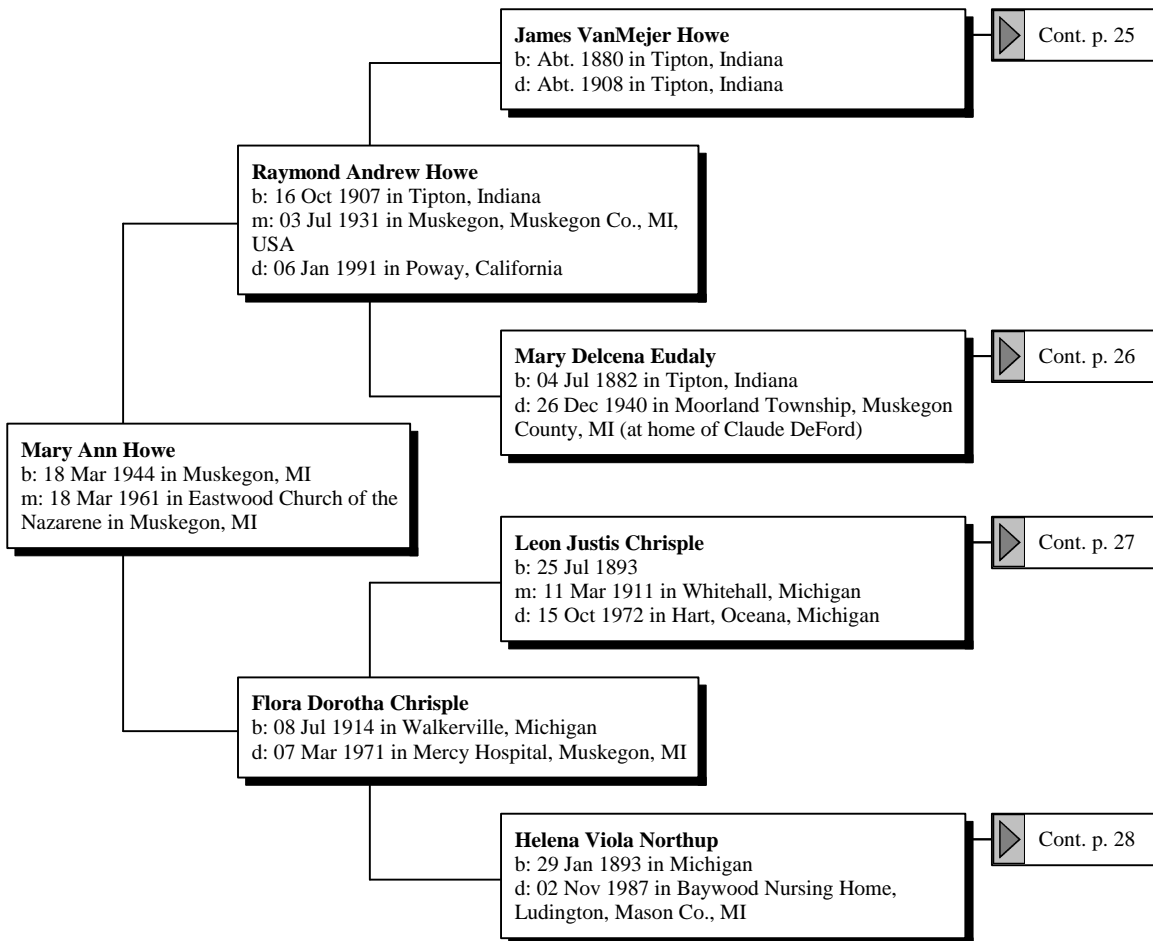 James VanMejer Howe
b: Abt. 1880 in Tipton, Indiana
d: Abt. 1908 in Tipton, Indiana
Cont. p. 25
Raymond Andrew Howe
b: 16 Oct 1907 in Tipton, Indiana
m: 03 Jul 1931 in Muskegon, Muskegon Co., MI,
USA
d: 06 Jan 1991 in Poway, California
Mary Delcena Eudaly
b: 04 Jul 1882 in Tipton, Indiana
d: 26 Dec 1940 in Moorland Township, Muskegon
County, MI (at home of Claude DeFord)
Cont. p. 26
Mary Ann Howe
b: 18 Mar 1944 in Muskegon, MI
m: 18 Mar 1961 in Eastwood Church of the
Nazarene in Muskegon, MI
Leon Justis Chrisple
b: 25 Jul 1893
m: 11 Mar 1911 in Whitehall, Michigan
d: 15 Oct 1972 in Hart, Oceana, Michigan
Cont. p. 27
Flora Dorotha Chrisple
b: 08 Jul 1914 in Walkerville, Michigan
d: 07 Mar 1971 in Mercy Hospital, Muskegon, MI
Helena Viola Northup
b: 29 Jan 1893 in Michigan
d: 02 Nov 1987 in Baywood Nursing Home,
Ludington, Mason Co., MI
Cont. p. 28